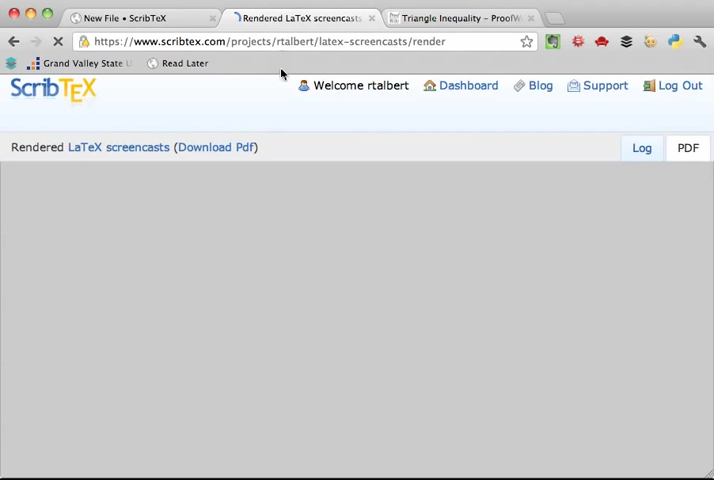 New File • ScribTEX
Rendered LaTeX screencasts
Triangle Inequality – ProofW
https://www.scribtex.com/projects/rtalbert/latex-screencasts/render
Grand Valley State U
Read Later
ScribTEX
Welcome rtalbert
Dashboard
Blog
Support
Log Out
Rendered LaTeX screencasts (Download Pdf)
Log
PDF